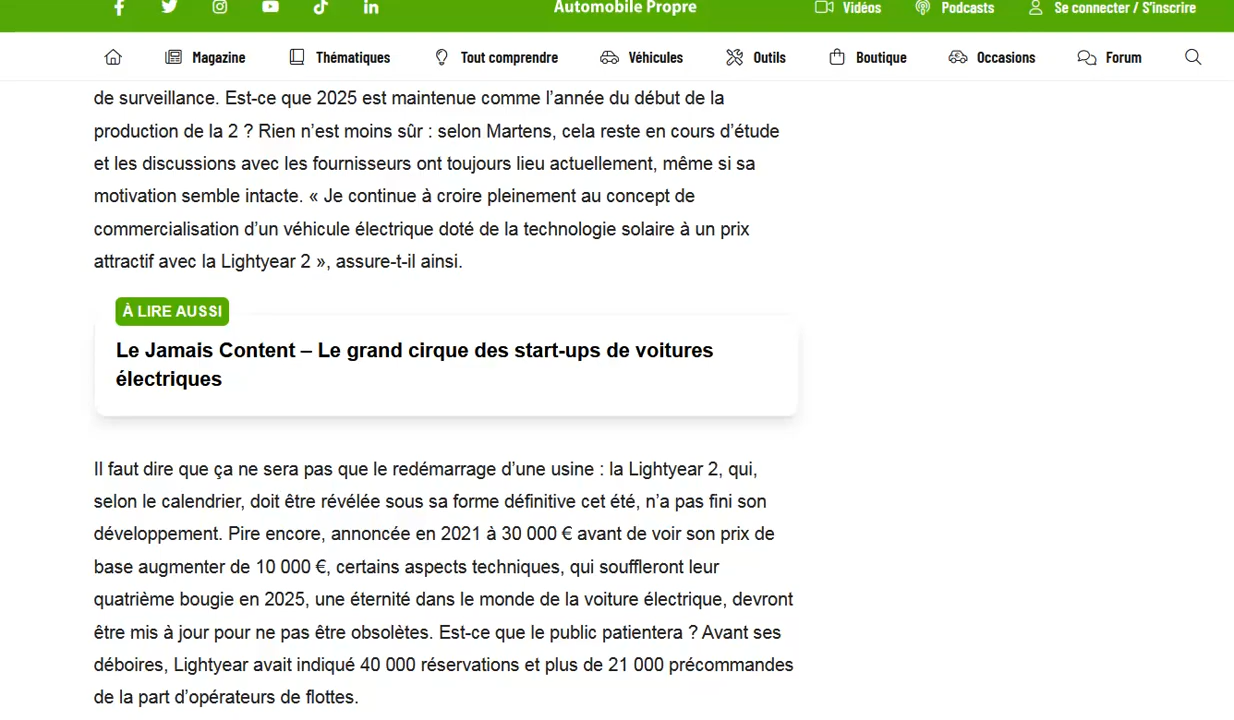 Automobile Propre
Vidéos Podcasts Se connecter / S'inscrire
Magazine Thématiques Tout comprendre Véhicules Outils Boutique Occasions Forum
de surveillance. Est-ce que 2025 est maintenue comme l’année du début de la
production de la 2 ? Rien n’est moins sûr : selon Martens, cela reste en cours d’étude
et les discussions avec les fournisseurs ont toujours lieu actuellement, même si sa
motivation semble intacte. « Je continue à croire pleinement au concept de
commercialisation d’un véhicule électrique doté de la technologie solaire à un prix
attractif avec la Lightyear 2 », assure-t-il ainsi.
À LIRE AUSSI
Le Jamais Content – Le grand cirque des start-ups de voitures
électriques
Il faut dire que ça ne sera pas que le redémarrage d’une usine : la Lightyear 2, qui,
selon le calendrier, doit être révélée sous sa forme définitive cet été, n’a pas fini son
développement. Pire encore, annoncée en 2021 à 30 000 € avant de voir son prix de
base augmenter de 10 000 €, certains aspects techniques, qui souffleront leur
quatrième bougie en 2025, une éternité dans le monde de la voiture électrique, devront
être mis à jour pour ne pas être obsolètes. Est-ce que le public patientera ? Avant ses
déboires, Lightyear avait indiqué 40 000 réservations et plus de 21 000 précommandes
de la part d’opérateurs de flottes.